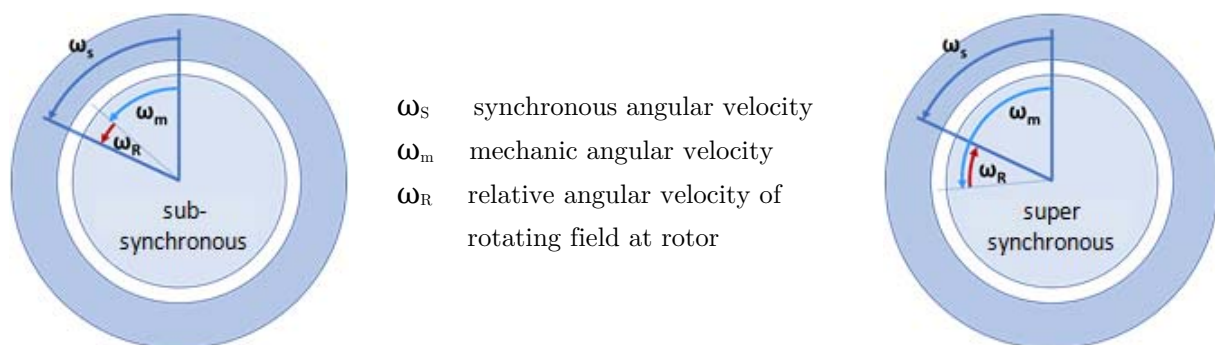 ωs
ωm
ωR
sub-
synchronous
ωS synchronous angular velocity
ωm mechanic angular velocity
ωR relative angular velocity of
rotating field at rotor
ωs
ωm
ωR
super
synchronous